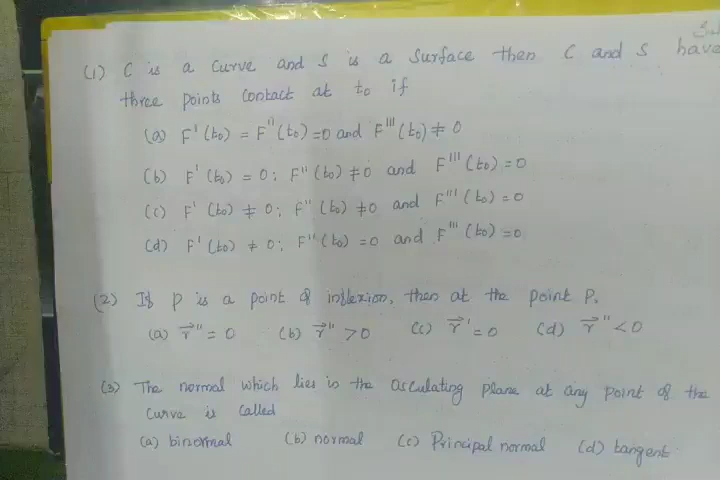 (1) C is a curve and S is a surface then C and S have
three points contact at t₀ if
(a) F'(t₀) = F''(t₀) = 0 and F'''(t₀) ≠ 0
(b) F'(t₀) = 0; F''(t₀) ≠ 0 and F'''(t₀) = 0
(c) F'(t₀) ≠ 0; F''(t₀) ≠ 0 and F'''(t₀) = 0
(d) F'(t₀) ≠ 0; F''(t₀) = 0 and F'''(t₀) = 0
(2) If P is a point of inflexion, then at the point P.
(a) r⃗'' = 0 (b) r⃗'' > 0 (c) r⃗' = 0 (d) r⃗'' < 0
(3) The normal which lies in the osculating plane at any point of the
curve is called
(a) binormal (b) normal (c) Principal normal (d) tangent